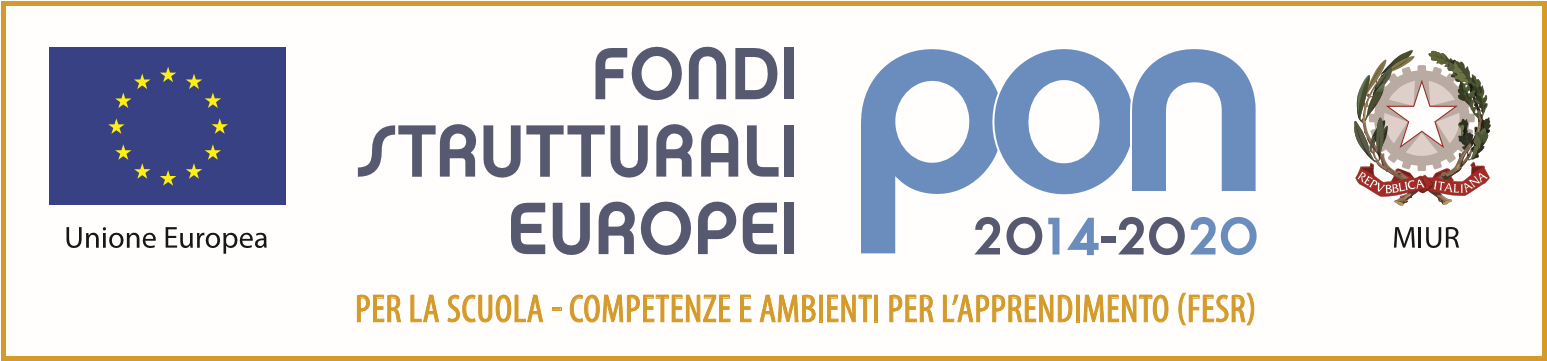 FONDI
STRUTTURALI
EUROPEI
pon
2014-2020
Unione Europea
REPVBBLICA ITALIANA
MIUR
PER LA SCUOLA - COMPETENZE E AMBIENTI PER L'APPRENDIMENTO (FESR)